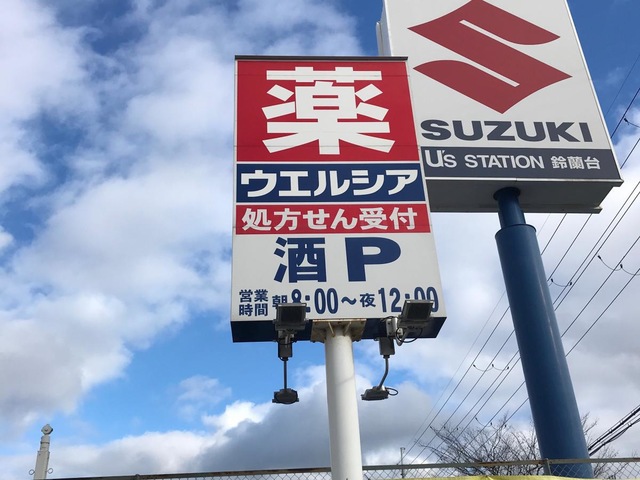 薬
ウエルシア
処方せん受付
酒 P
営業時間 朝8:00～夜12:00
SUZUKI
U's STATION 鈴蘭台